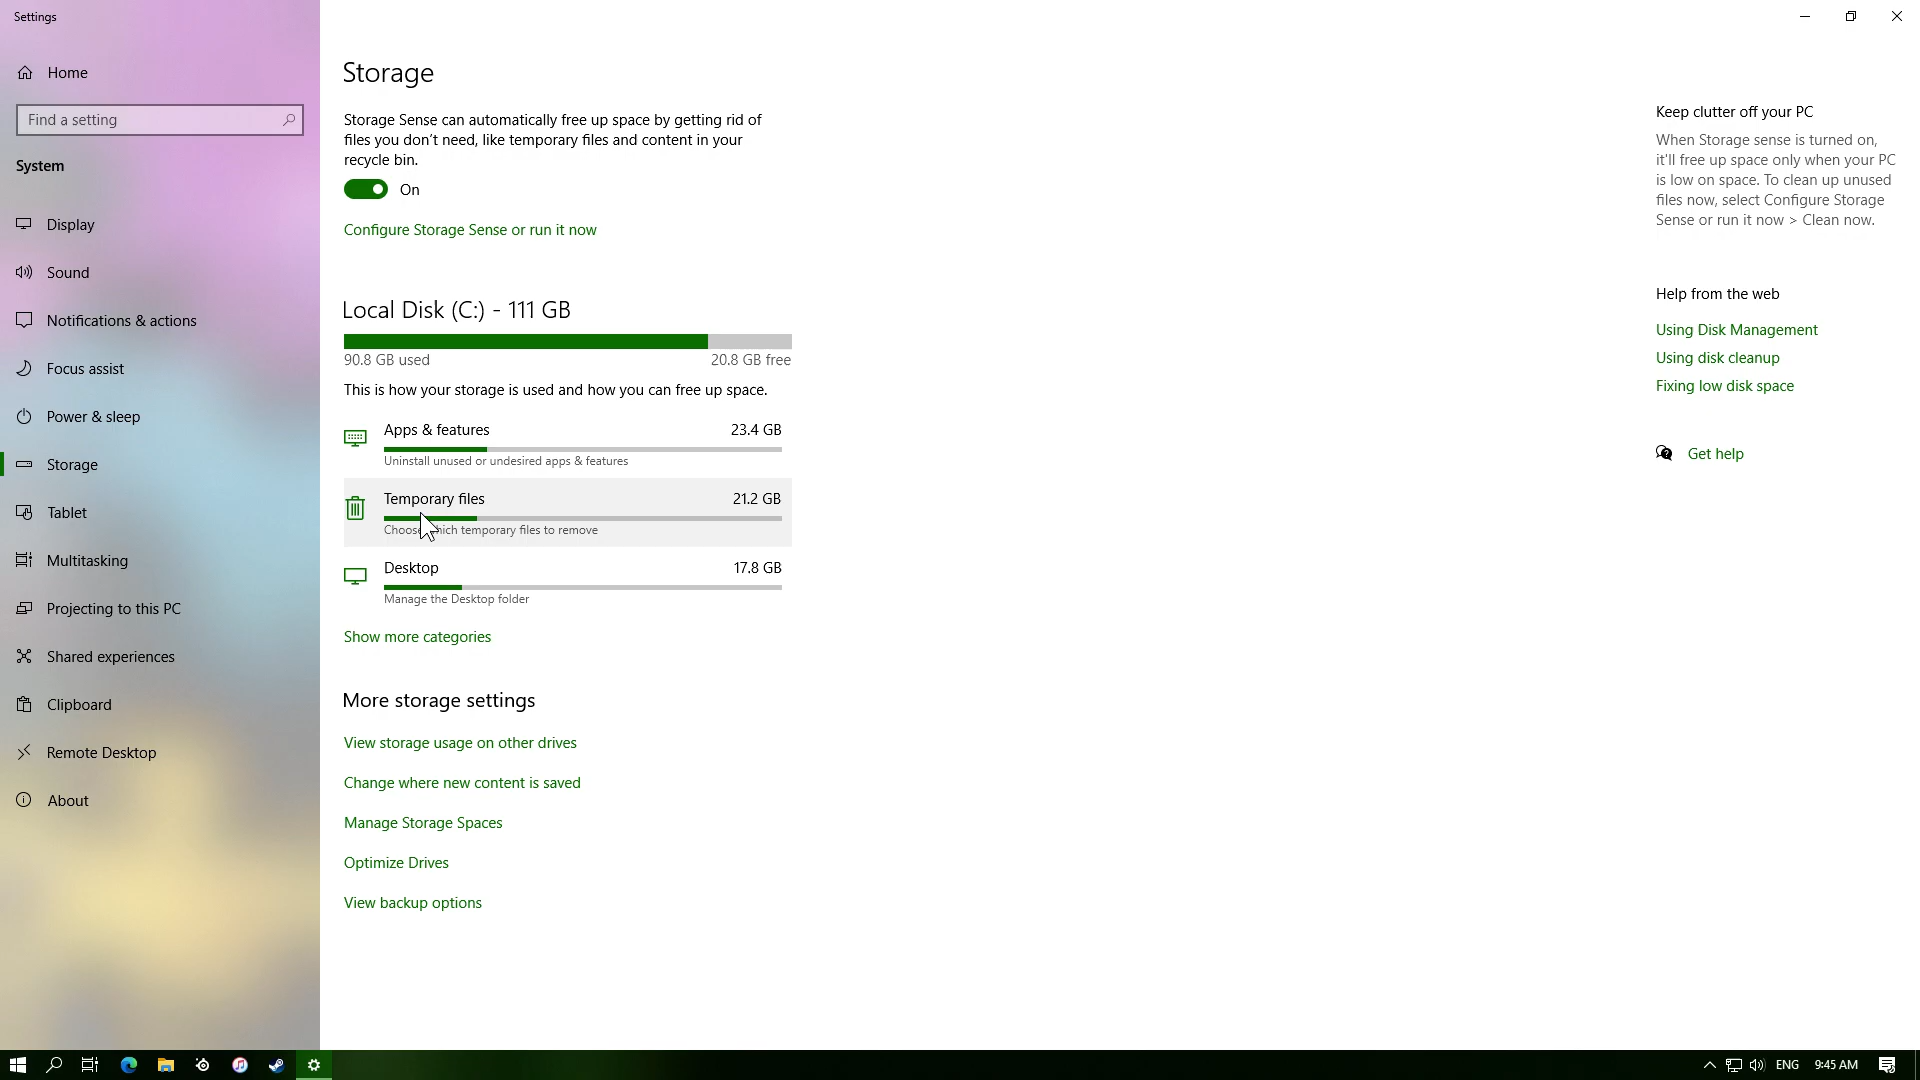 Settings
Home
Find a setting
System
Display
Sound
Notifications & actions
Focus assist
Power & sleep
Storage
Tablet
Multitasking
Projecting to this PC
Shared experiences
Clipboard
Remote Desktop
About
Storage
Storage Sense can automatically free up space by getting rid of
files you don't need, like temporary files and content in your
recycle bin.
On
Configure Storage Sense or run it now
Local Disk (C:) - 111 GB
90.8 GB used 20.8 GB free
This is how your storage is used and how you can free up space.
Apps & features 23.4 GB
Uninstall unused or undesired apps & features
Temporary files 21.2 GB
temporary files to remove
Desktop 17.8 GB
Manage the Desktop folder
Show more categories
More storage settings
View storage usage on other drives
Change where new content is saved
Manage Storage Spaces
Optimize Drives
View backup options
Keep clutter off your PC
When Storage sense is turned on,
it'll free up space only when your PC
is low on space. To clean up unused
files now, select Configure Storage
Sense or run it now > Clean now.
Help from the web
Using Disk Management
Using disk cleanup
Fixing low disk space
Get help
ENG 9:45 AM